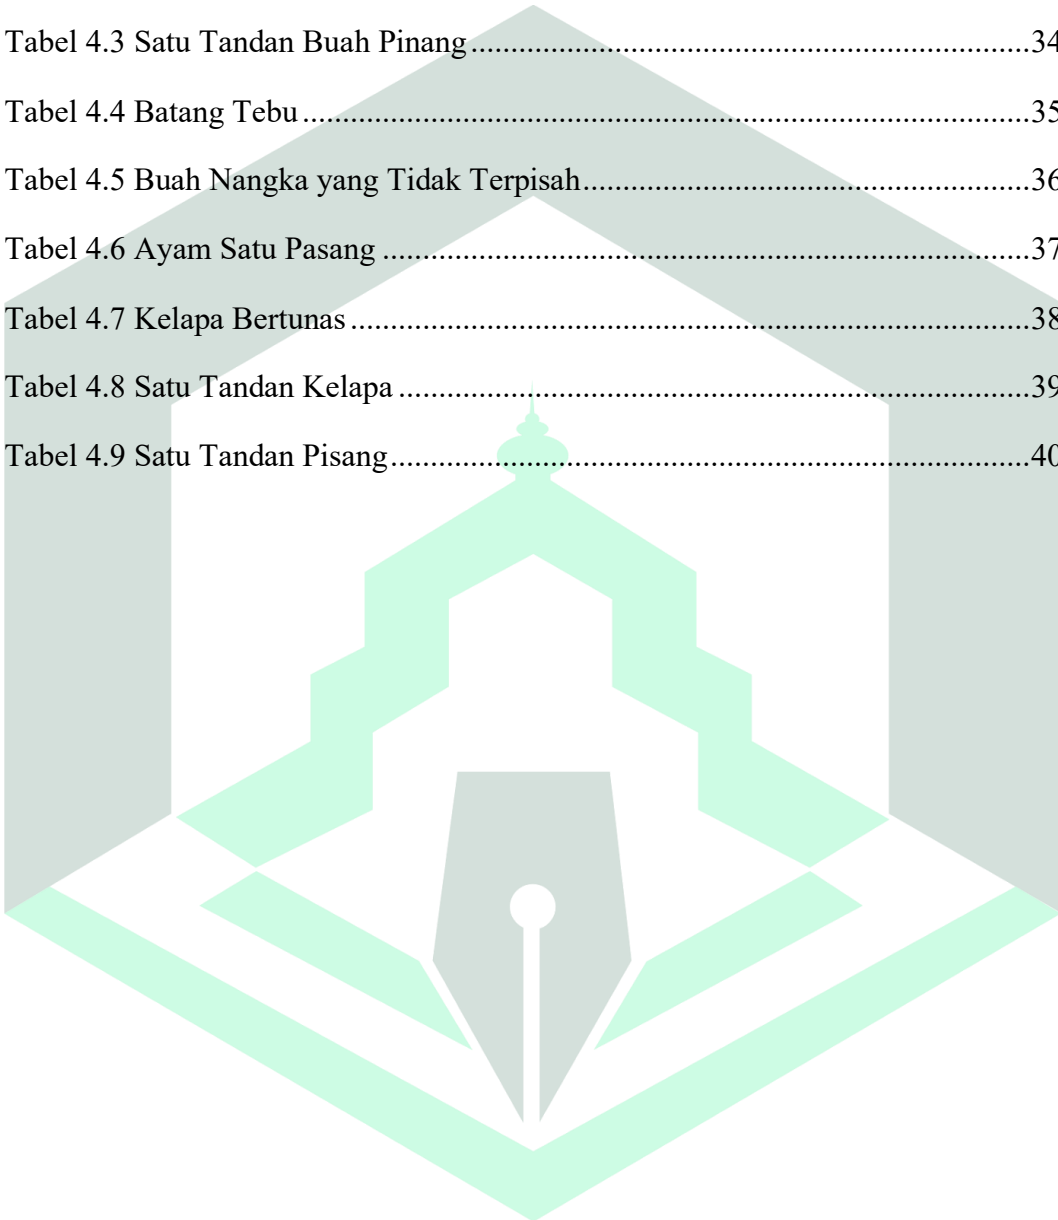 Tabel 4.3 Satu Tandan Buah Pinang......................................................................34
Tabel 4.4 Batang Tebu...........................................................................................35
Tabel 4.5 Buah Nangka yang Tidak Terpisah........................................................36
Tabel 4.6 Ayam Satu Pasang.................................................................................37
Tabel 4.7 Kelapa Bertunas.....................................................................................38
Tabel 4.8 Satu Tandan Kelapa...............................................................................39
Tabel 4.9 Satu Tandan Pisang................................................................................40